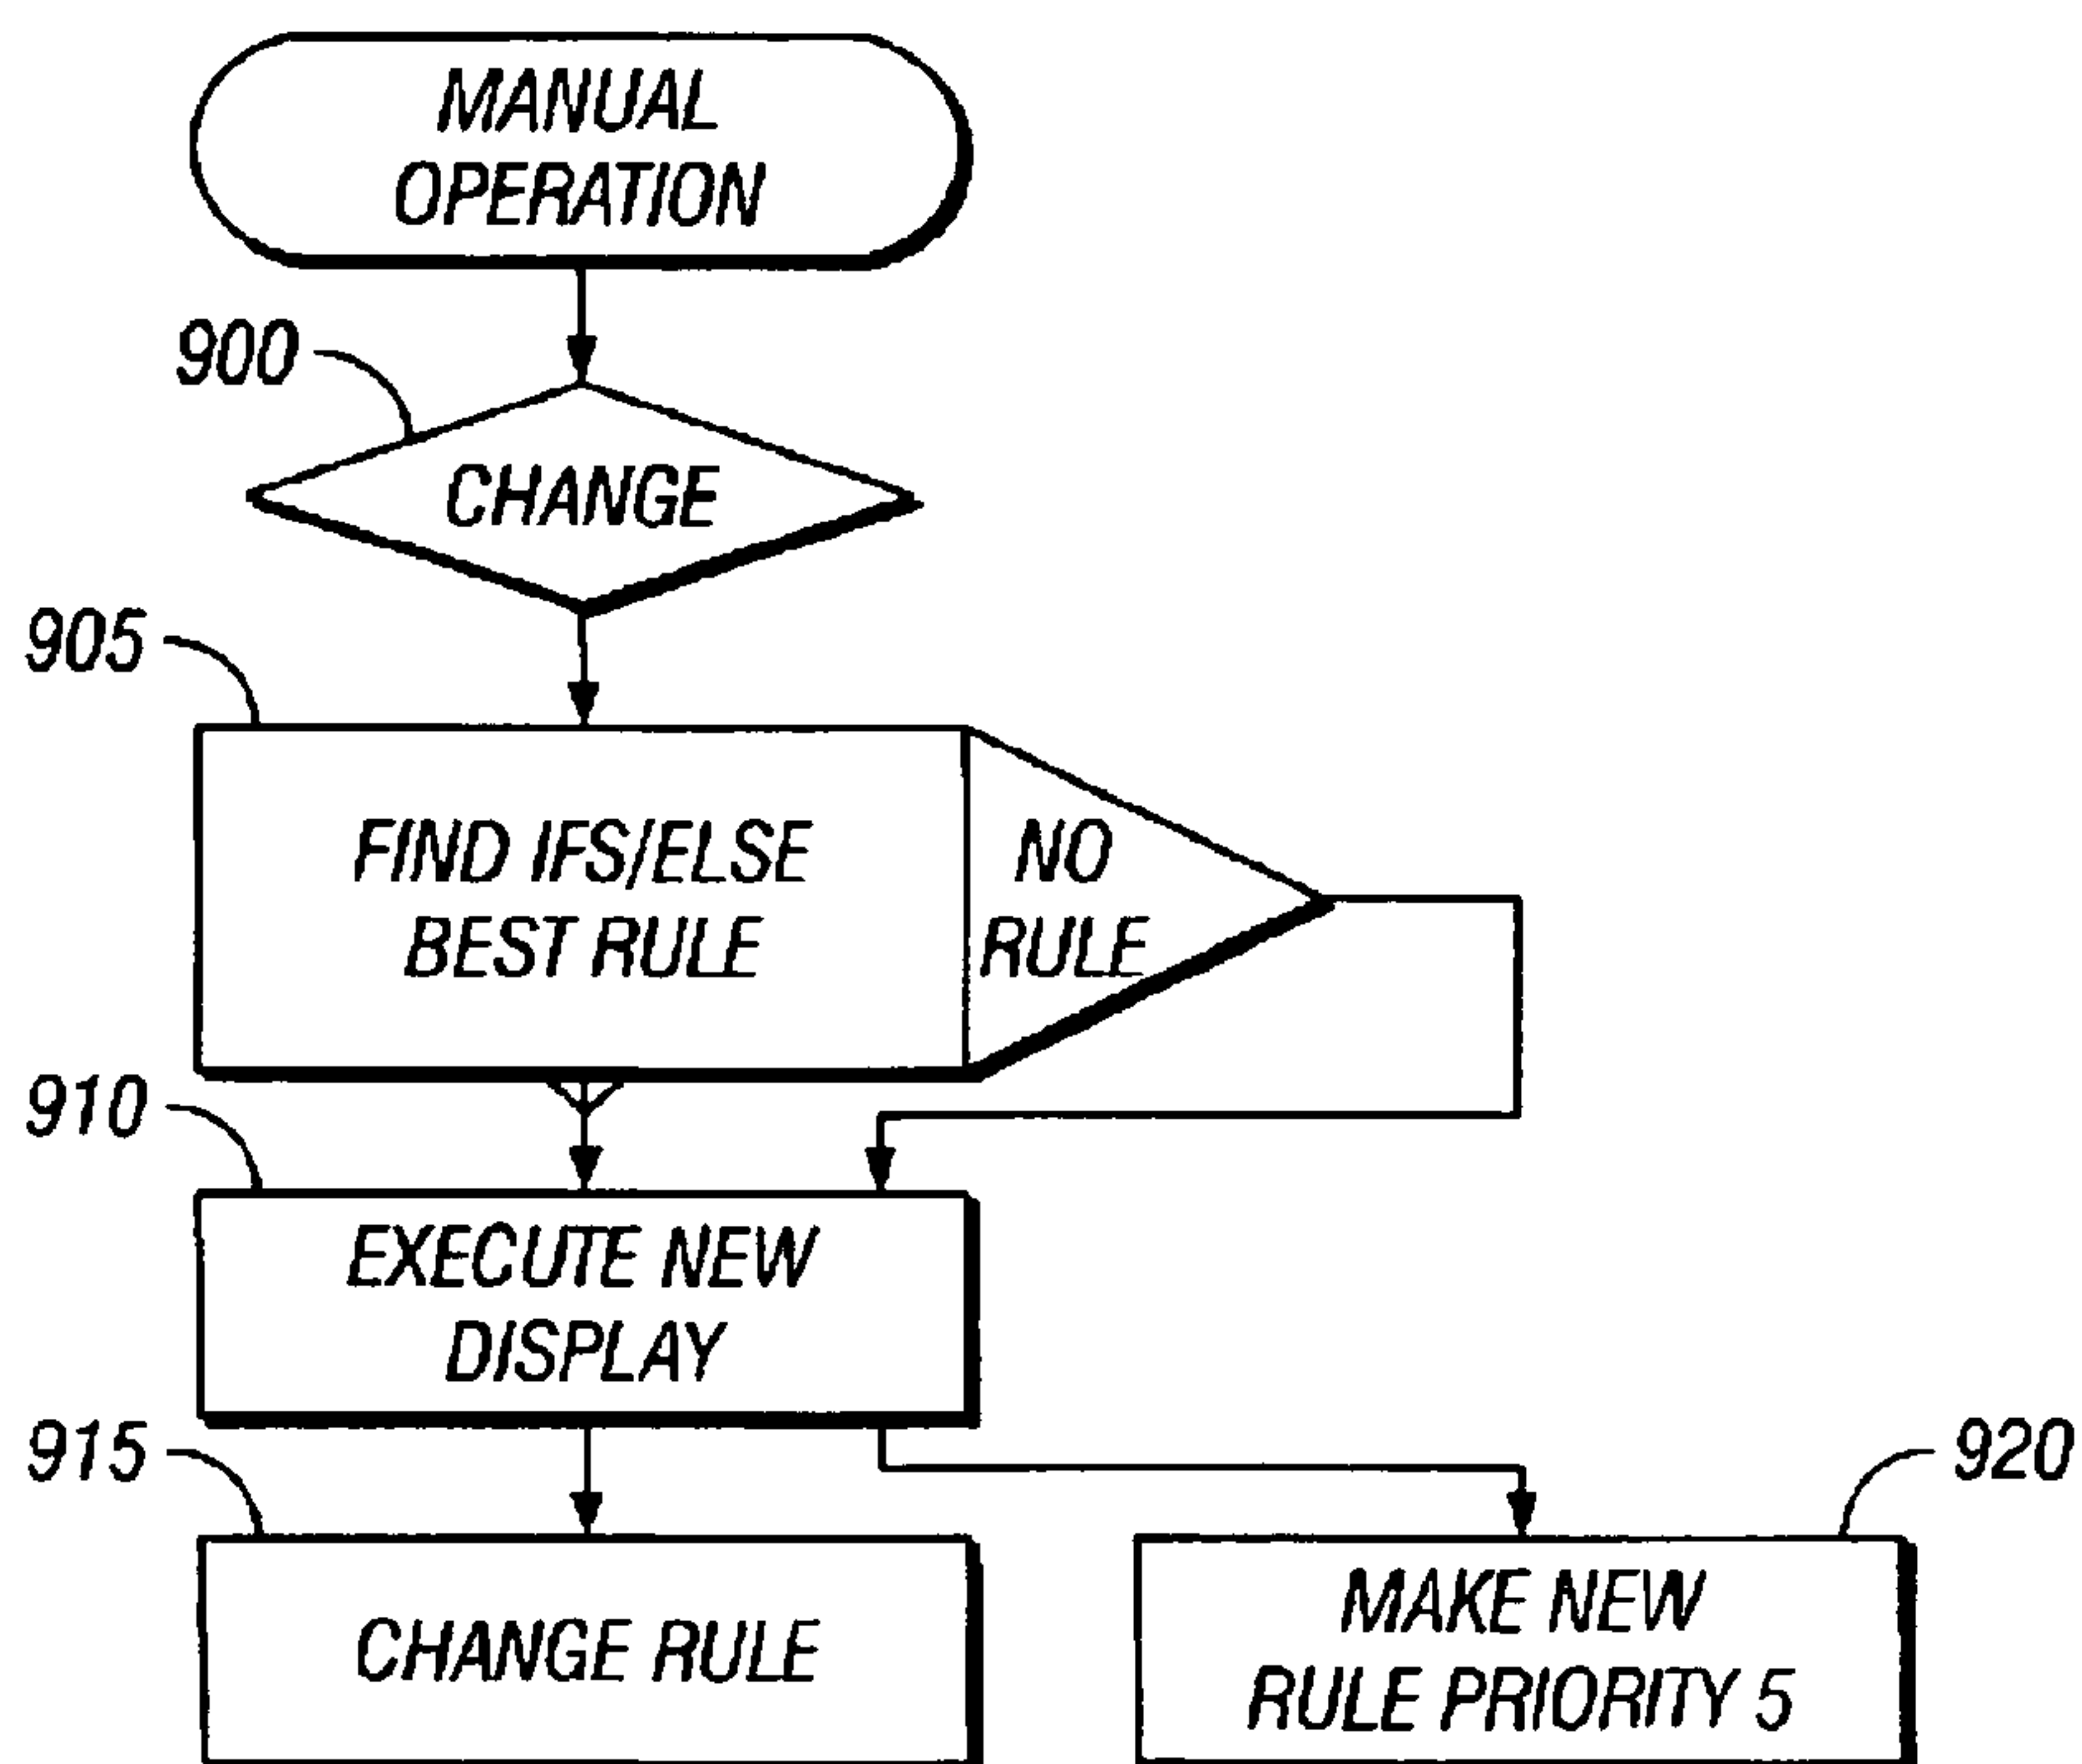 MANUAL
OPERATION
900
CHANGE
905
FIND IFS/ELSE
BEST RULE
NO
RULE
910
EXECUTE NEW
DISPLAY
915
920
CHANGE RULE
MAKE NEW
RULE PRIORITY 5